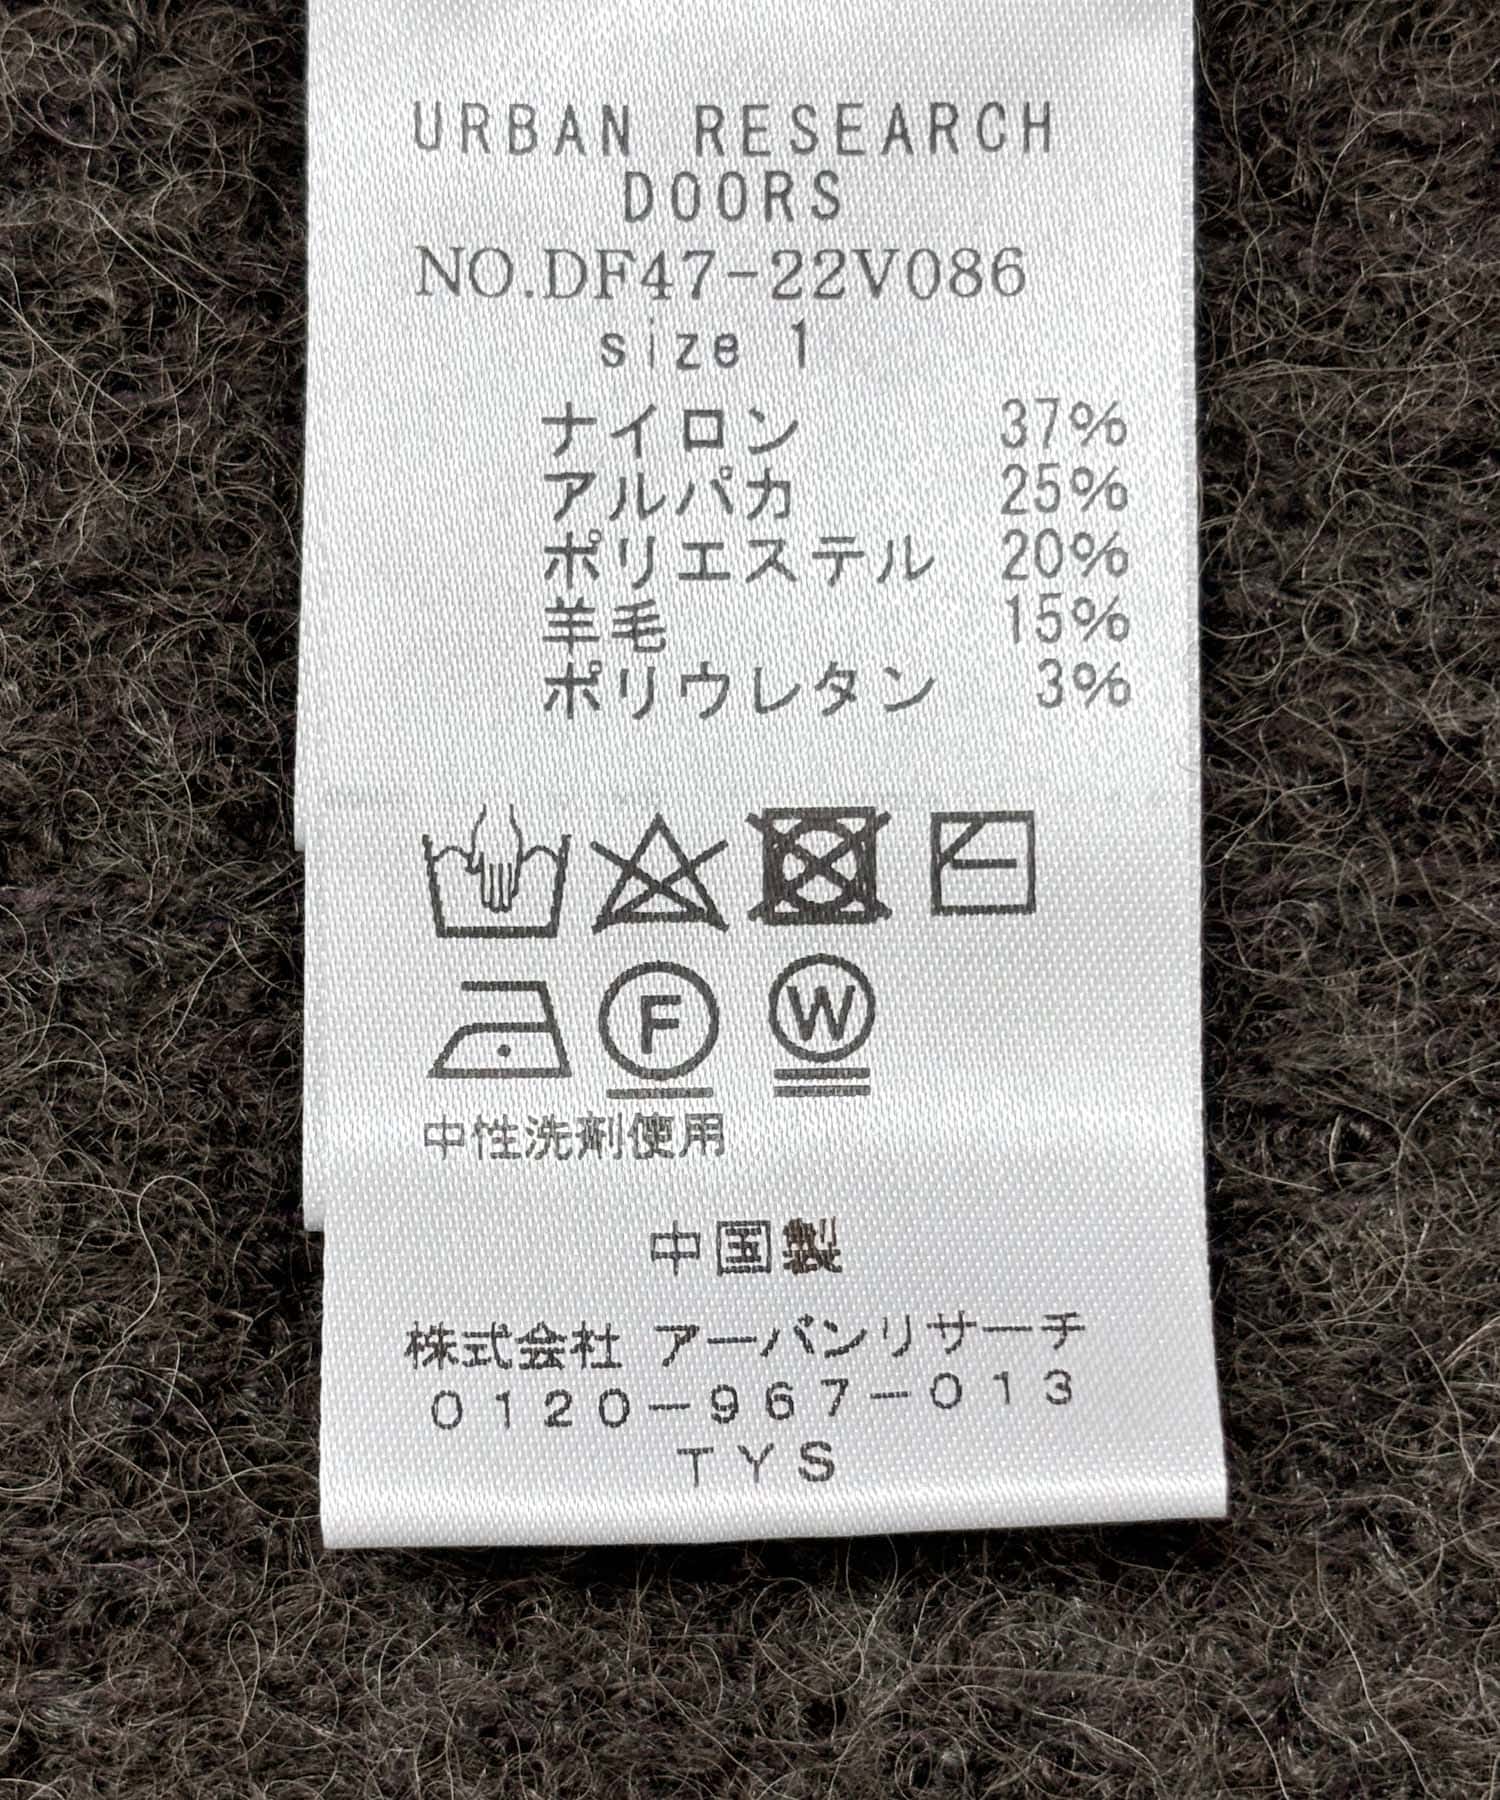 URBAN RESEARCH
DOORS
NO.DF47-22V086
size 1
ナイロン 37%
アルパカ 25%
ポリエステル 20%
羊毛 15%
ポリウレタン 3%
F W
中性洗剤使用
中国製
株式会社 アーバンリサーチ
0120-967-013
TYS